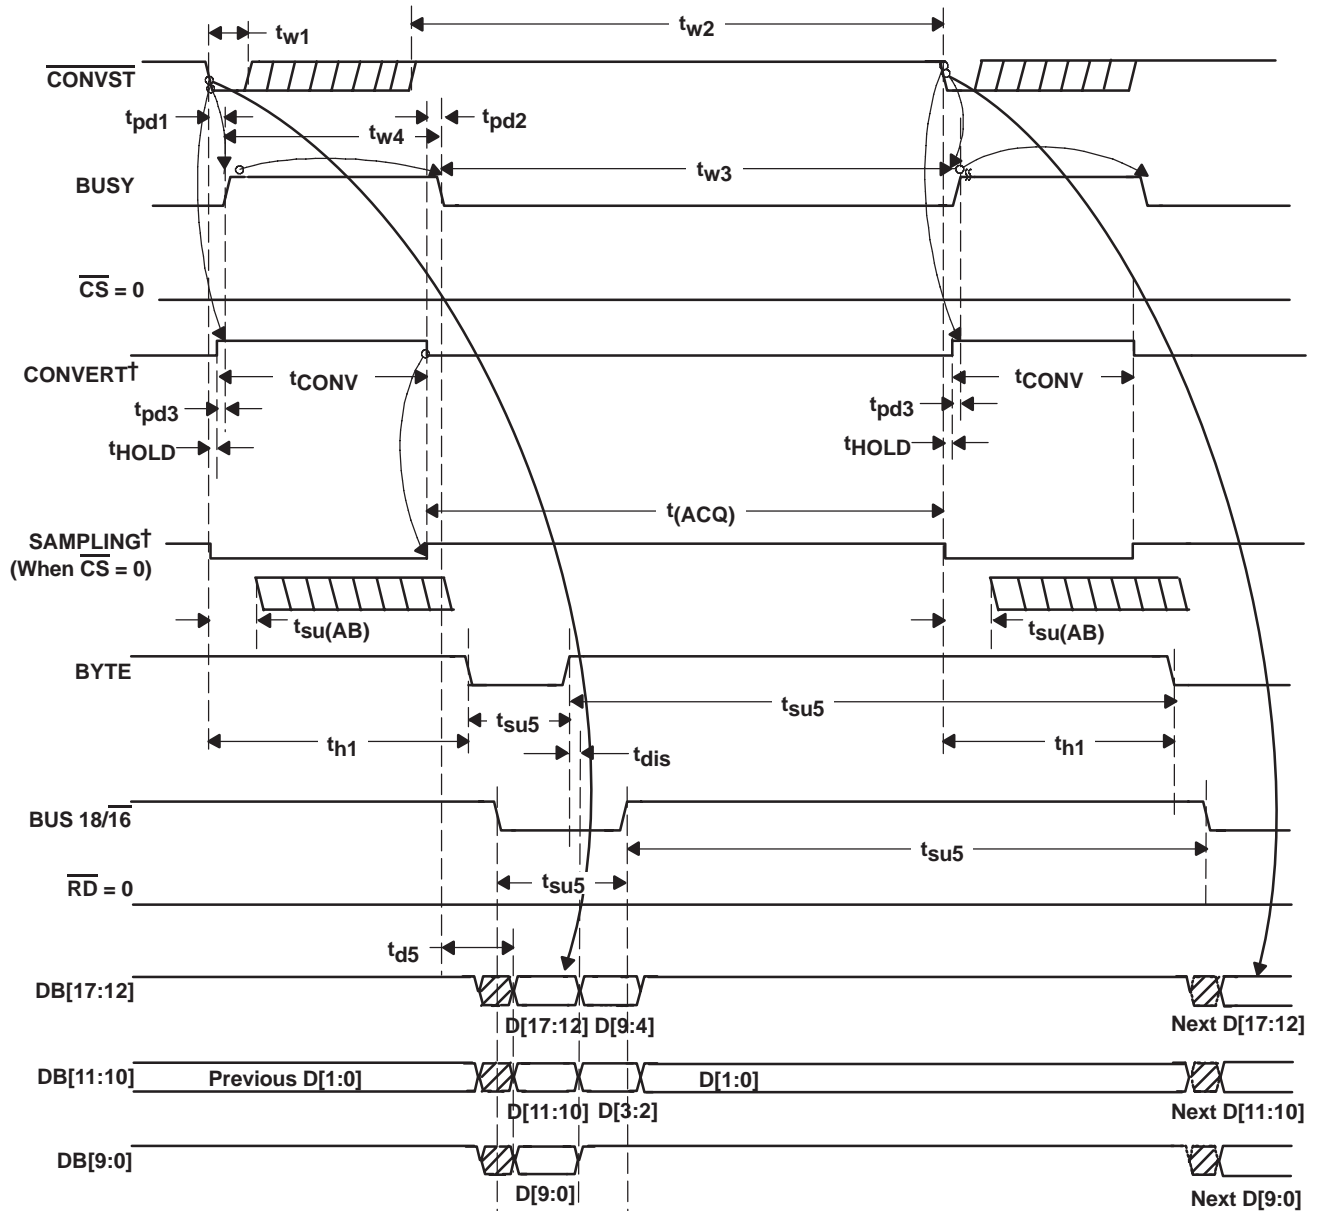 tw1
tw2
CONVST
tpd1
tw4
tpd2
tw3
BUSY
CS = 0
CONVERT†
tCONV
tCONV
tpd3
tpd3
tHOLD
tHOLD
t(ACQ)
SAMPLING†
(When CS = 0)
tsu(AB)
tsu(AB)
BYTE
tsu5
tsu5
th1
tdis
th1
BUS 18/16
tsu5
tsu5
RD = 0
td5
DB[17:12]
D[17:12] D[9:4]
Next D[17:12]
DB[11:10]
Previous D[1:0]
D[1:0]
D[11:10] D[3:2]
Next D[11:10]
DB[9:0]
D[9:0]
Next D[9:0]